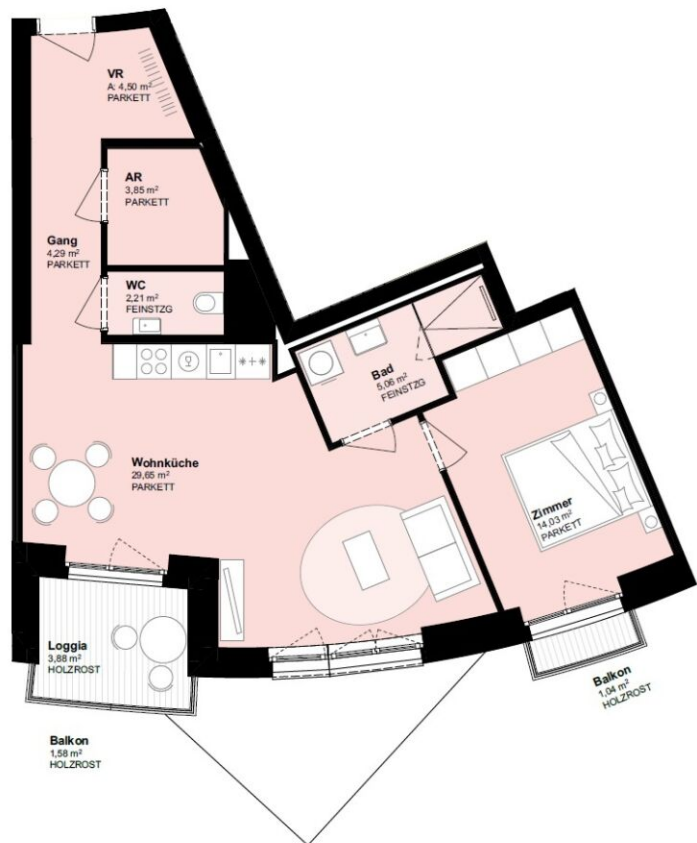 VR
A: 4,50 m²
PARKETT
AR
3,85 m²
PARKETT
Gang
4,29 m²
PARKETT
WC
2,21 m²
FEINSTZG
Bad
5,06 m²
FEINSTZG
Wohnküche
29,65 m²
PARKETT
Zimmer
14,03 m²
PARKETT
Loggia
3,88 m²
HOLZROST
Balkon
1,04 m²
HOLZROST
Balkon
1,58 m²
HOLZROST